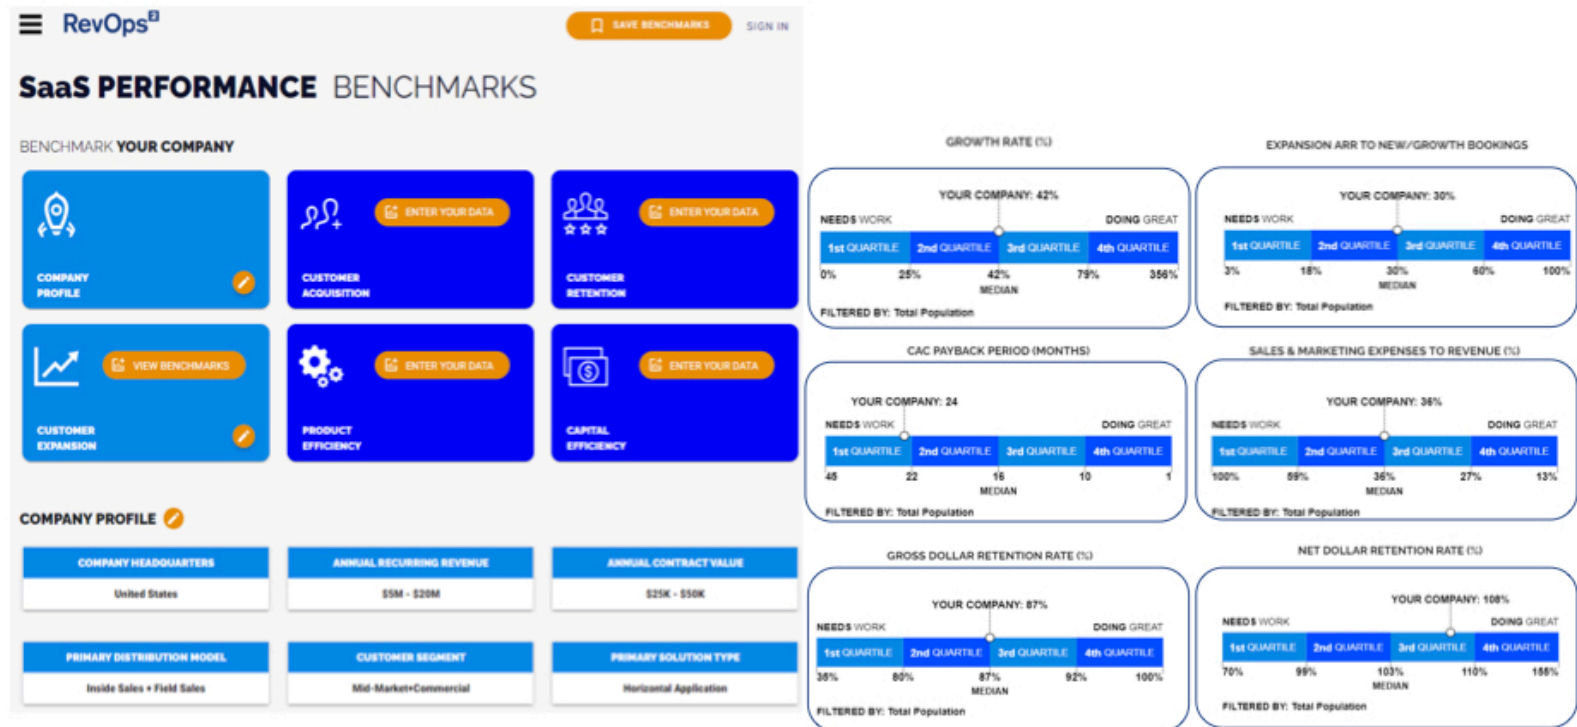 RevOps²
SAVE BENCHMARKS
SIGN IN
SaaS PERFORMANCE BENCHMARKS
BENCHMARK YOUR COMPANY
COMPANY
PROFILE
ENTER YOUR DATA
CUSTOMER
ACQUISITION
ENTER YOUR DATA
CUSTOMER
RETENTION
VIEW BENCHMARKS
CUSTOMER
EXPANSION
ENTER YOUR DATA
PRODUCT
EFFICIENCY
ENTER YOUR DATA
CAPITAL
EFFICIENCY
COMPANY PROFILE
COMPANY HEADQUARTERS
United States
ANNUAL RECURRING REVENUE
$5M - $20M
ANNUAL CONTRACT VALUE
$25K - $50K
PRIMARY DISTRIBUTION MODEL
Inside Sales + Field Sales
CUSTOMER SEGMENT
Mid-Market+Commercial
PRIMARY SOLUTION TYPE
Horizontal Application
GROWTH RATE (%)
YOUR COMPANY: 42%
NEEDS WORK DOING GREAT
1st QUARTILE 2nd QUARTILE 3rd QUARTILE 4th QUARTILE
0% 25% 42% 79% 356%
MEDIAN
FILTERED BY: Total Population
EXPANSION ARR TO NEW/GROWTH BOOKINGS
YOUR COMPANY: 30%
NEEDS WORK DOING GREAT
1st QUARTILE 2nd QUARTILE 3rd QUARTILE 4th QUARTILE
3% 18% 30% 60% 100%
MEDIAN
FILTERED BY: Total Population
CAC PAYBACK PERIOD (MONTHS)
YOUR COMPANY: 24
NEEDS WORK DOING GREAT
1st QUARTILE 2nd QUARTILE 3rd QUARTILE 4th QUARTILE
45 22 16 10 1
MEDIAN
FILTERED BY: Total Population
SALES & MARKETING EXPENSES TO REVENUE (%)
YOUR COMPANY: 36%
NEEDS WORK DOING GREAT
1st QUARTILE 2nd QUARTILE 3rd QUARTILE 4th QUARTILE
100% 59% 36% 27% 13%
MEDIAN
FILTERED BY: Total Population
GROSS DOLLAR RETENTION RATE (%)
YOUR COMPANY: 87%
NEEDS WORK DOING GREAT
1st QUARTILE 2nd QUARTILE 3rd QUARTILE 4th QUARTILE
35% 80% 87% 92% 100%
MEDIAN
FILTERED BY: Total Population
NET DOLLAR RETENTION RATE (%)
YOUR COMPANY: 108%
NEEDS WORK DOING GREAT
1st QUARTILE 2nd QUARTILE 3rd QUARTILE 4th QUARTILE
70% 99% 103% 110% 155%
MEDIAN
FILTERED BY: Total Population